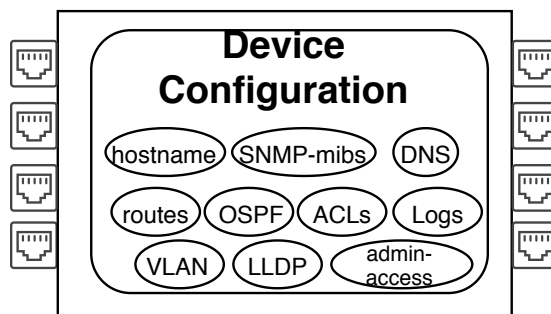 Device
Configuration
hostname SNMP-mibs DNS
routes OSPF ACLs Logs
VLAN LLDP admin-
access